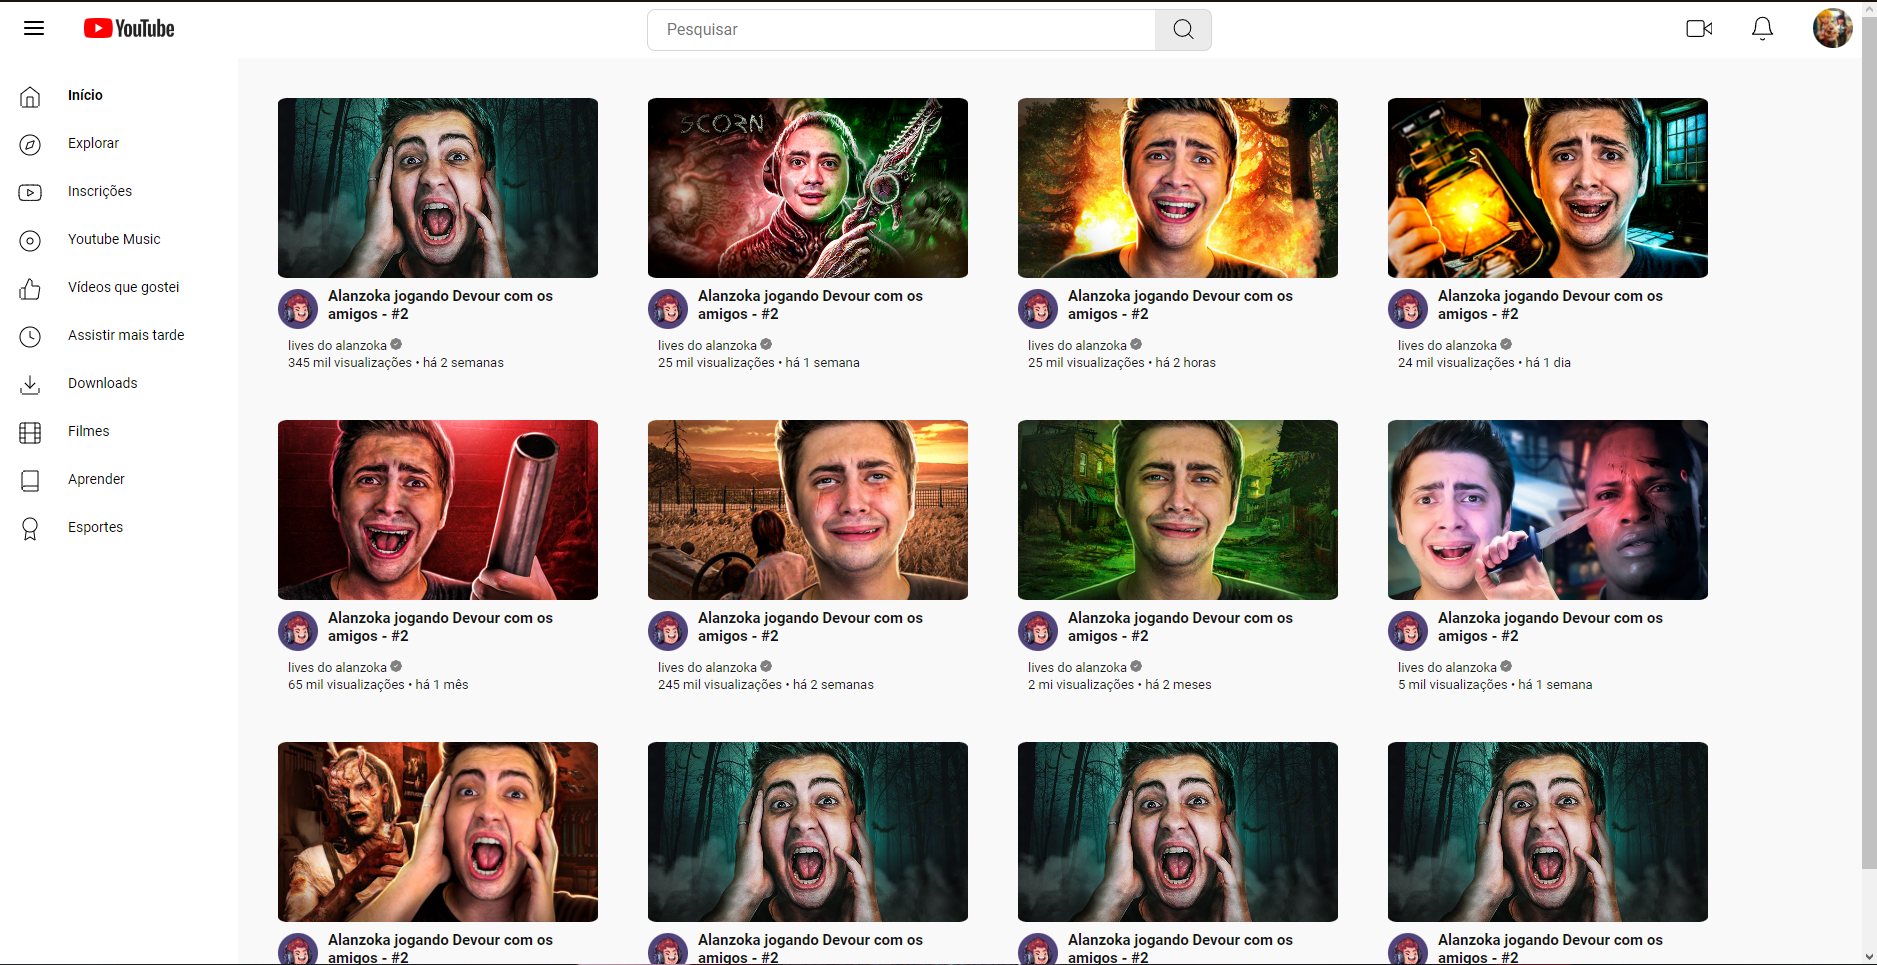 YouTube
Pesquisar
Início
Explorar
Inscrições
Youtube Music
Vídeos que gostei
Assistir mais tarde
Downloads
Filmes
Aprender
Esportes
SCORN
Alanzoka jogando Devour com os
amigos - #2
lives do alanzoka
345 mil visualizações • há 2 semanas
Alanzoka jogando Devour com os
amigos - #2
lives do alanzoka
25 mil visualizações • há 1 semana
Alanzoka jogando Devour com os
amigos - #2
lives do alanzoka
25 mil visualizações • há 2 horas
Alanzoka jogando Devour com os
amigos - #2
lives do alanzoka
24 mil visualizações • há 1 dia
Alanzoka jogando Devour com os
amigos - #2
lives do alanzoka
65 mil visualizações • há 1 mês
Alanzoka jogando Devour com os
amigos - #2
lives do alanzoka
245 mil visualizações • há 2 semanas
Alanzoka jogando Devour com os
amigos - #2
lives do alanzoka
2 mi visualizações • há 2 meses
Alanzoka jogando Devour com os
amigos - #2
lives do alanzoka
5 mil visualizações • há 1 semana
Alanzoka jogando Devour com os
amigos - #2
Alanzoka jogando Devour com os
amigos - #2
Alanzoka jogando Devour com os
amigos - #2
Alanzoka jogando Devour com os
amigos - #2